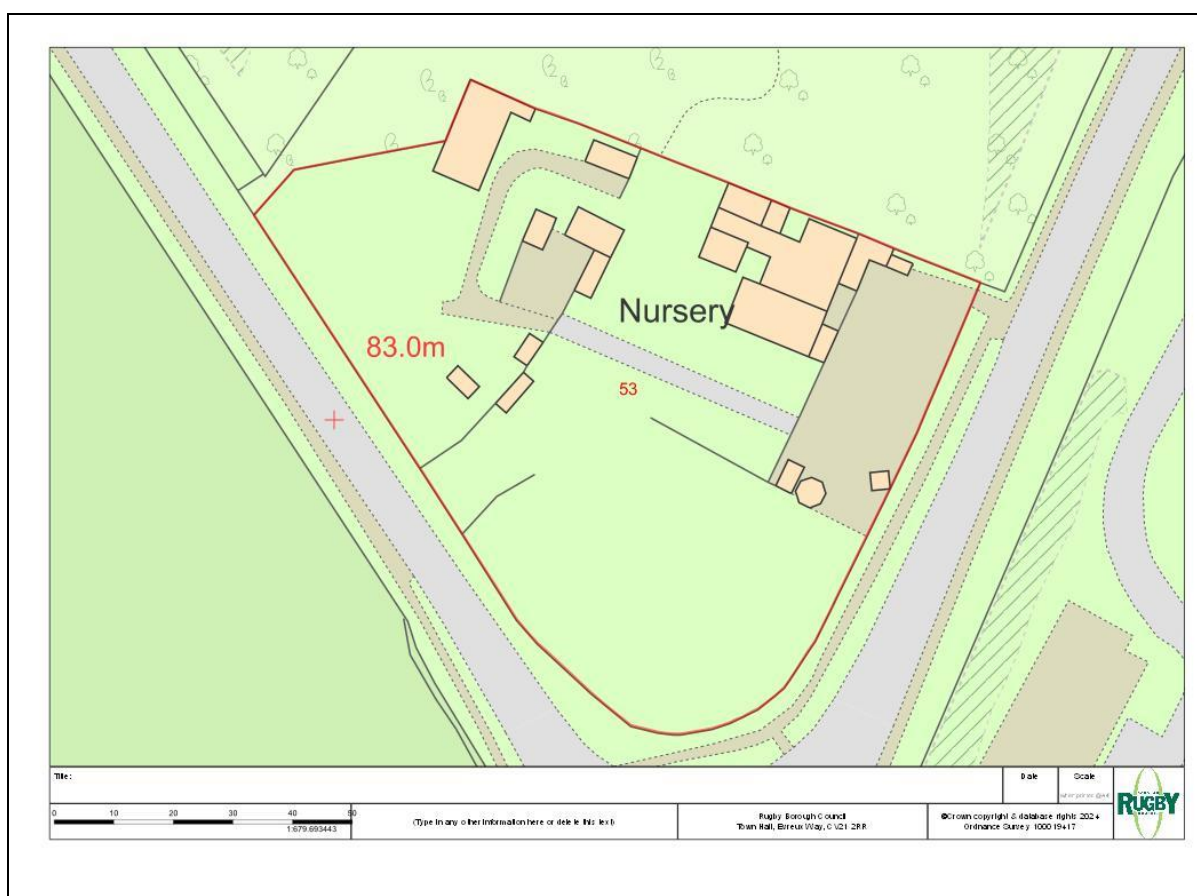 83.0m
Nursery
53
Title:
Date
Scale
0 10 20 30 40 50
1:679.693443
(Type in any other information here or delete this text)
Rugby Borough Council
Town Hall, Evreux Way, CV21 2RR
©Crown copyright & database rights 2024
Ordnance Survey 100019417
RUGBY